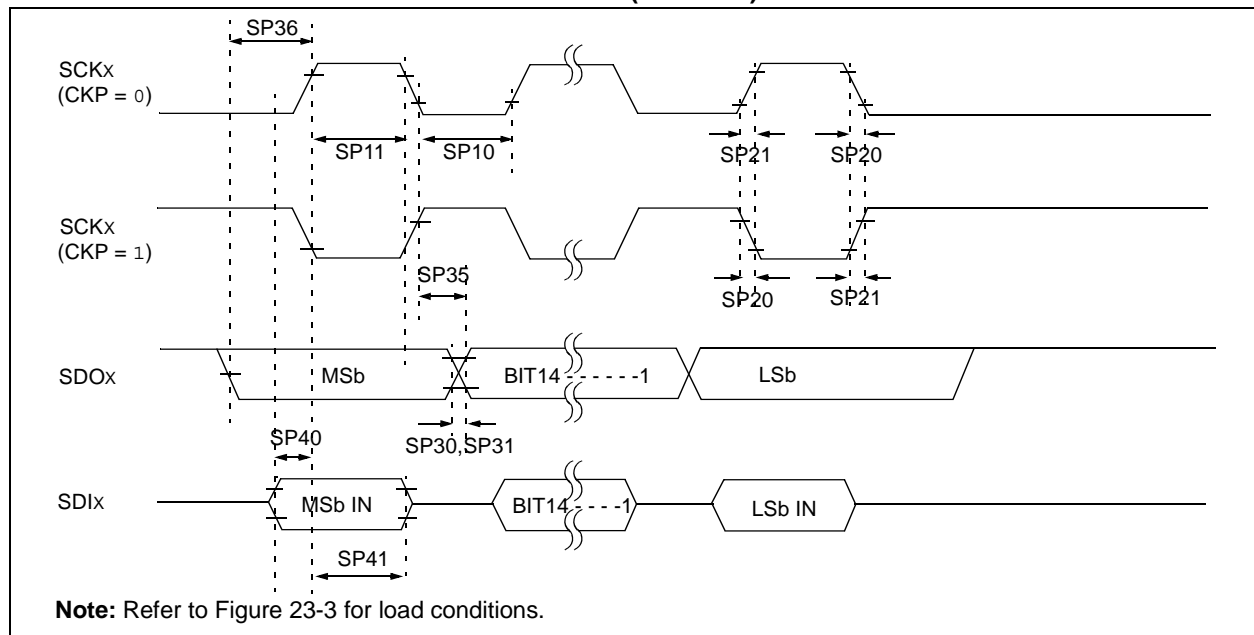 SP36
SCKX
(CKP = 0)
SP11
SP10
SP21
SP20
SCKX
(CKP = 1)
SP35
SP20
SP21
SDOX
MSb
BIT14 - - - - - -1
LSb
SP40
SP30,SP31
SDIX
MSb IN
BIT14 - - - -1
LSb IN
SP41
Note: Refer to Figure 23-3 for load conditions.